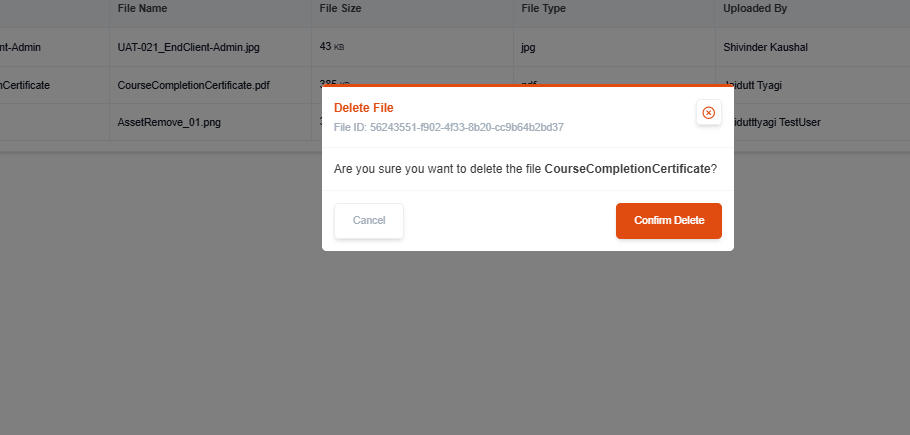 File Name File Size File Type Uploaded By
nt-Admin UAT-021_EndClient-Admin.jpg 43 KB jpg Shivinder Kaushal
nCertificate CourseCompletionCertificate.pdf 385 KB pdf Jaidutt Tyagi
AssetRemove_01.png idutttyagi TestUser
Delete File
File ID: 56243551-f902-4f33-8b20-cc9b64b2bd37
Are you sure you want to delete the file CourseCompletionCertificate?
Cancel Confirm Delete